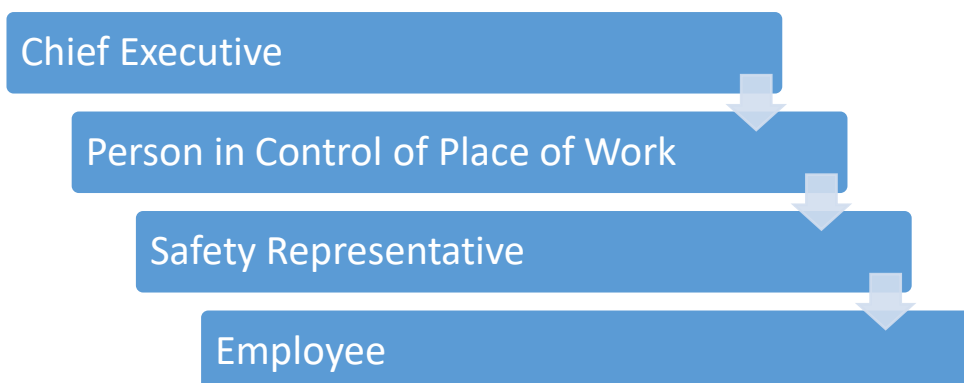 Chief Executive
Person in Control of Place of Work
Safety Representative
Employee